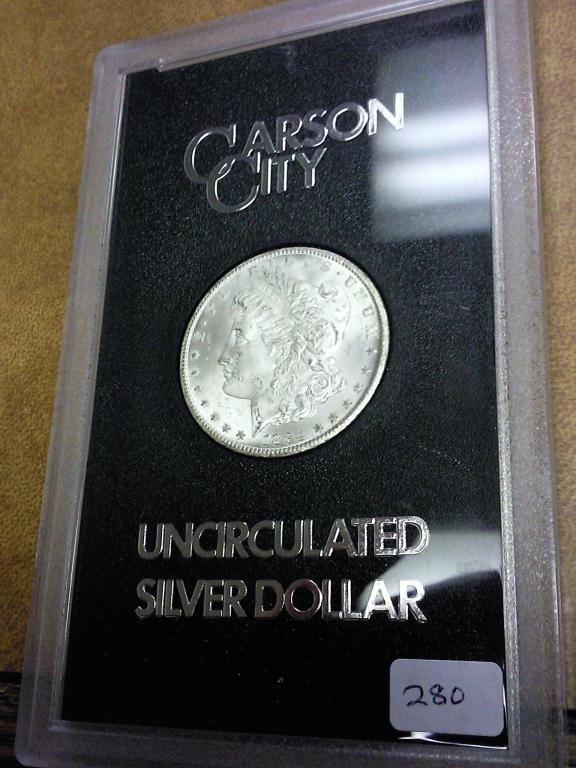 CARSON
CITY
UNCIRCULATED
SILVER DOLLAR
280